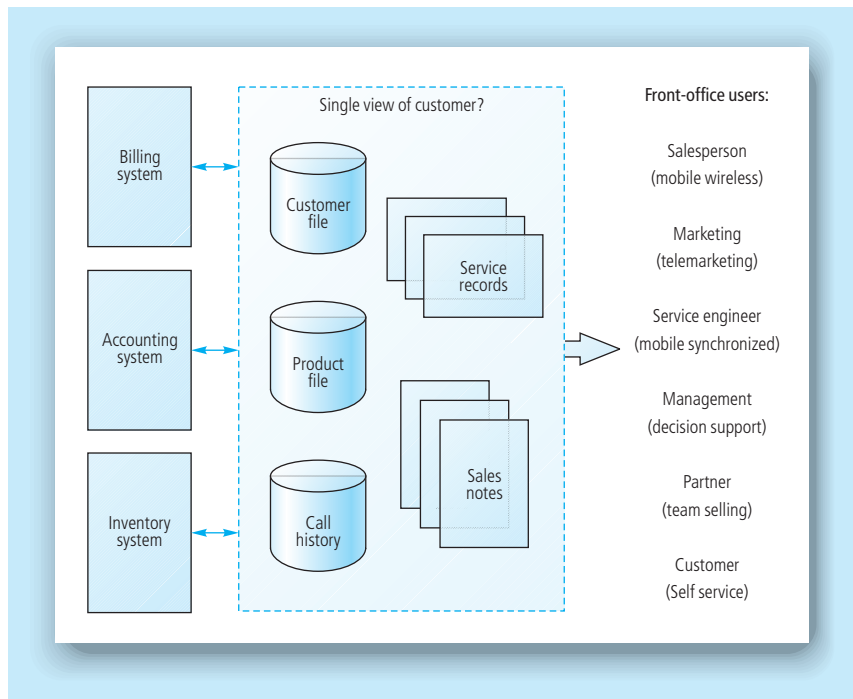 Billing
system
Accounting
system
Inventory
system
Single view of customer?
Customer
file
Product
file
Call
history
Service
records
Sales
notes
Front-office users:
Salesperson
(mobile wireless)
Marketing
(telemarketing)
Service engineer
(mobile synchronized)
Management
(decision support)
Partner
(team selling)
Customer
(Self service)